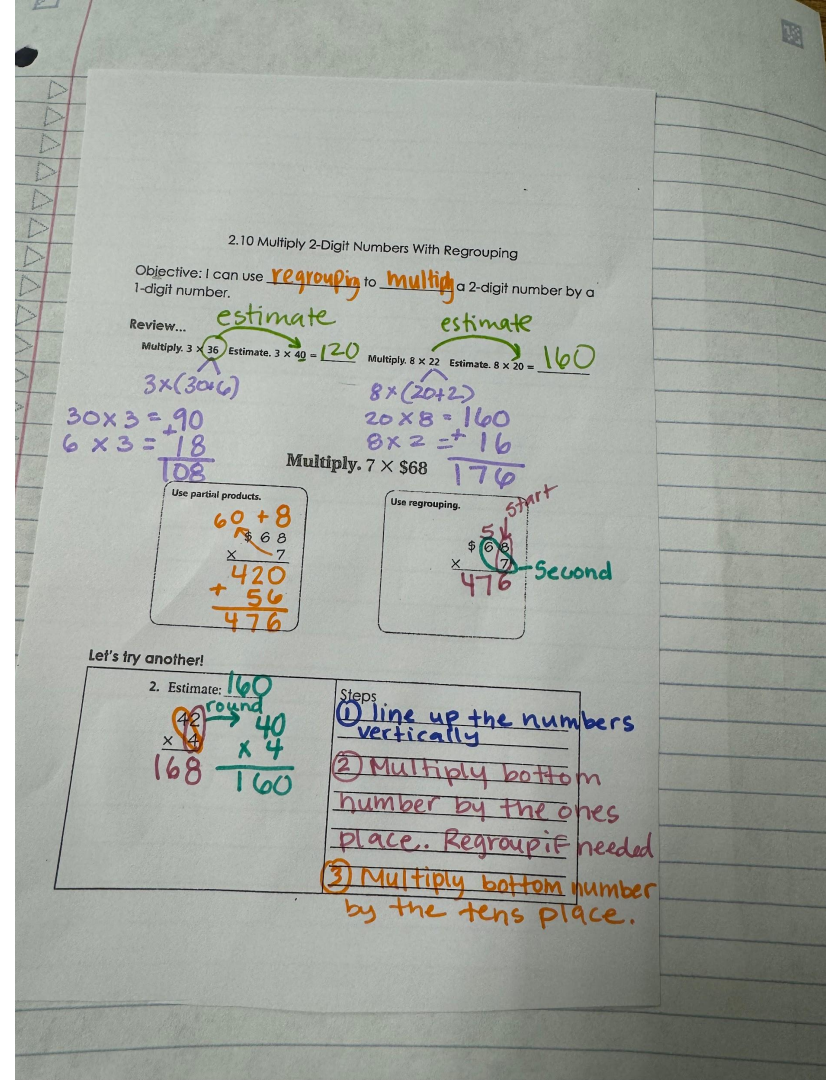 2.10 Multiply 2-Digit Numbers With Regrouping
Objective: I can use regrouping to multiply a 2-digit number by a
1-digit number.
Review...
estimate
estimate
Multiply. 3 × 36 Estimate. 3 × 40 = 120
Multiply. 8 × 22 Estimate. 8 × 20 = 160
3×(30+6)
30×3 = 90
6 × 3 = + 18
108
8×(20+2)
20 × 8 = 160
8×2 = + 16
176
Multiply. 7 × $68
Use partial products.
60 + 8
$ 6 8
× 7
420
+ 56
476
Use regrouping.
start
5
$ 6 8
× 7
Second
476
Let's try another!
2. Estimate: 160
round
42
× 4
168
40
× 4
160
Steps
① line up the numbers
vertically
② Multiply bottom
number by the ones
place.. Regroup if needed
③ Multiply bottom number
by the tens place.